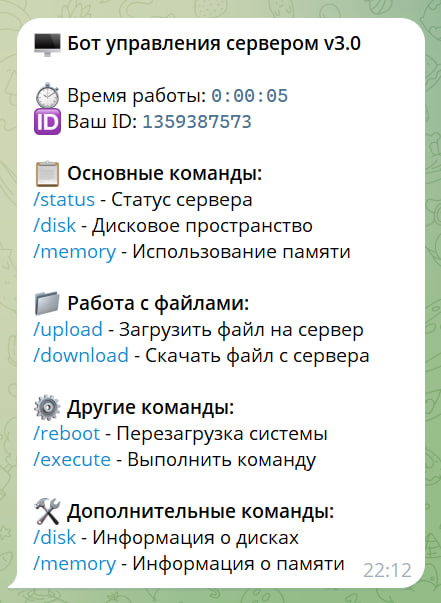 Бот управления сервером v3.0
Время работы: 0:00:05
ID Ваш ID: 1359387573
Основные команды:
/status - Статус сервера
/disk - Дисковое пространство
/memory - Использование памяти
Работа с файлами:
/upload - Загрузить файл на сервер
/download - Скачать файл с сервера
Другие команды:
/reboot - Перезагрузка системы
/execute - Выполнить команду
Дополнительные команды:
/disk - Информация о дисках
/memory - Информация о памяти
22:12